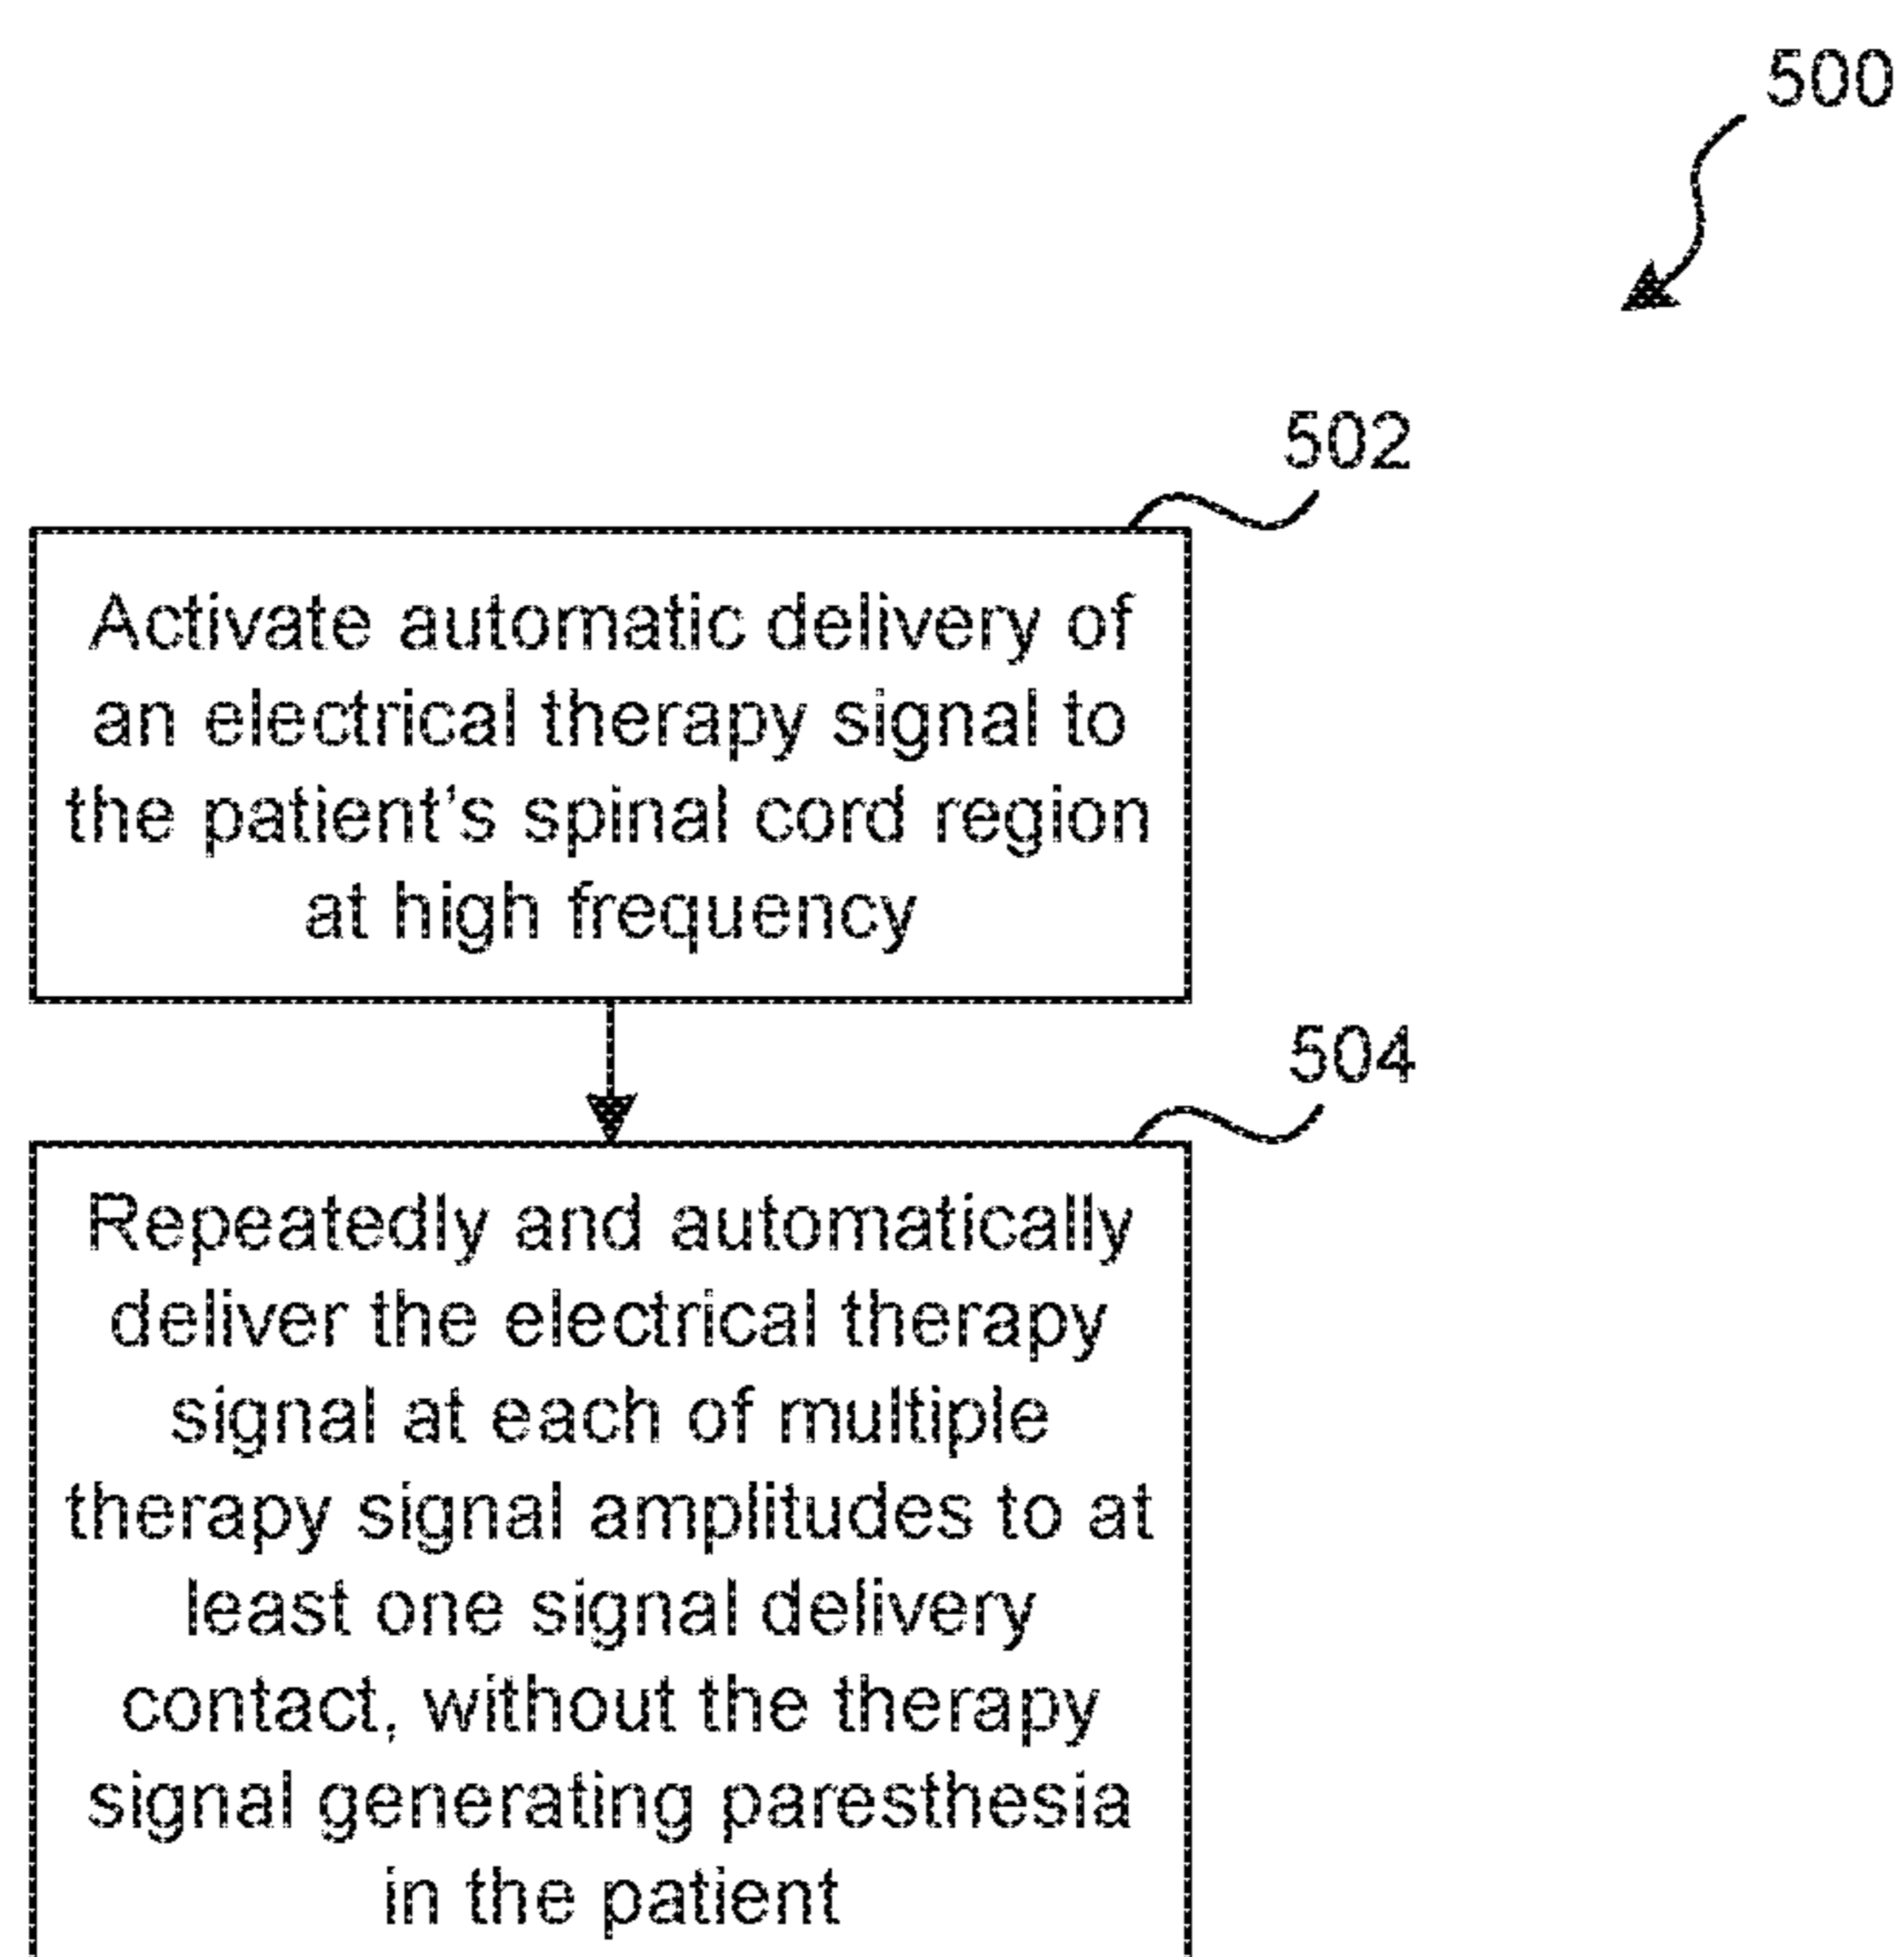 500
502
Activate automatic delivery of
an electrical therapy signal to
the patient's spinal cord region
at high frequency
504
Repeatedly and automatically
deliver the electrical therapy
signal at each of multiple
therapy signal amplitudes to at
least one signal delivery
contact, without the therapy
signal generating paresthesia
in the patient